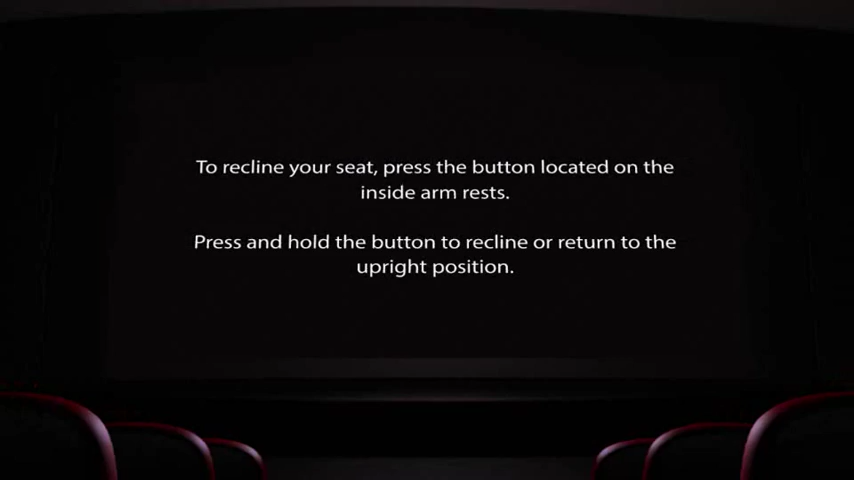 To recline your seat, press the button located on the
inside arm rests.
Press and hold the button to recline or return to the
upright position.